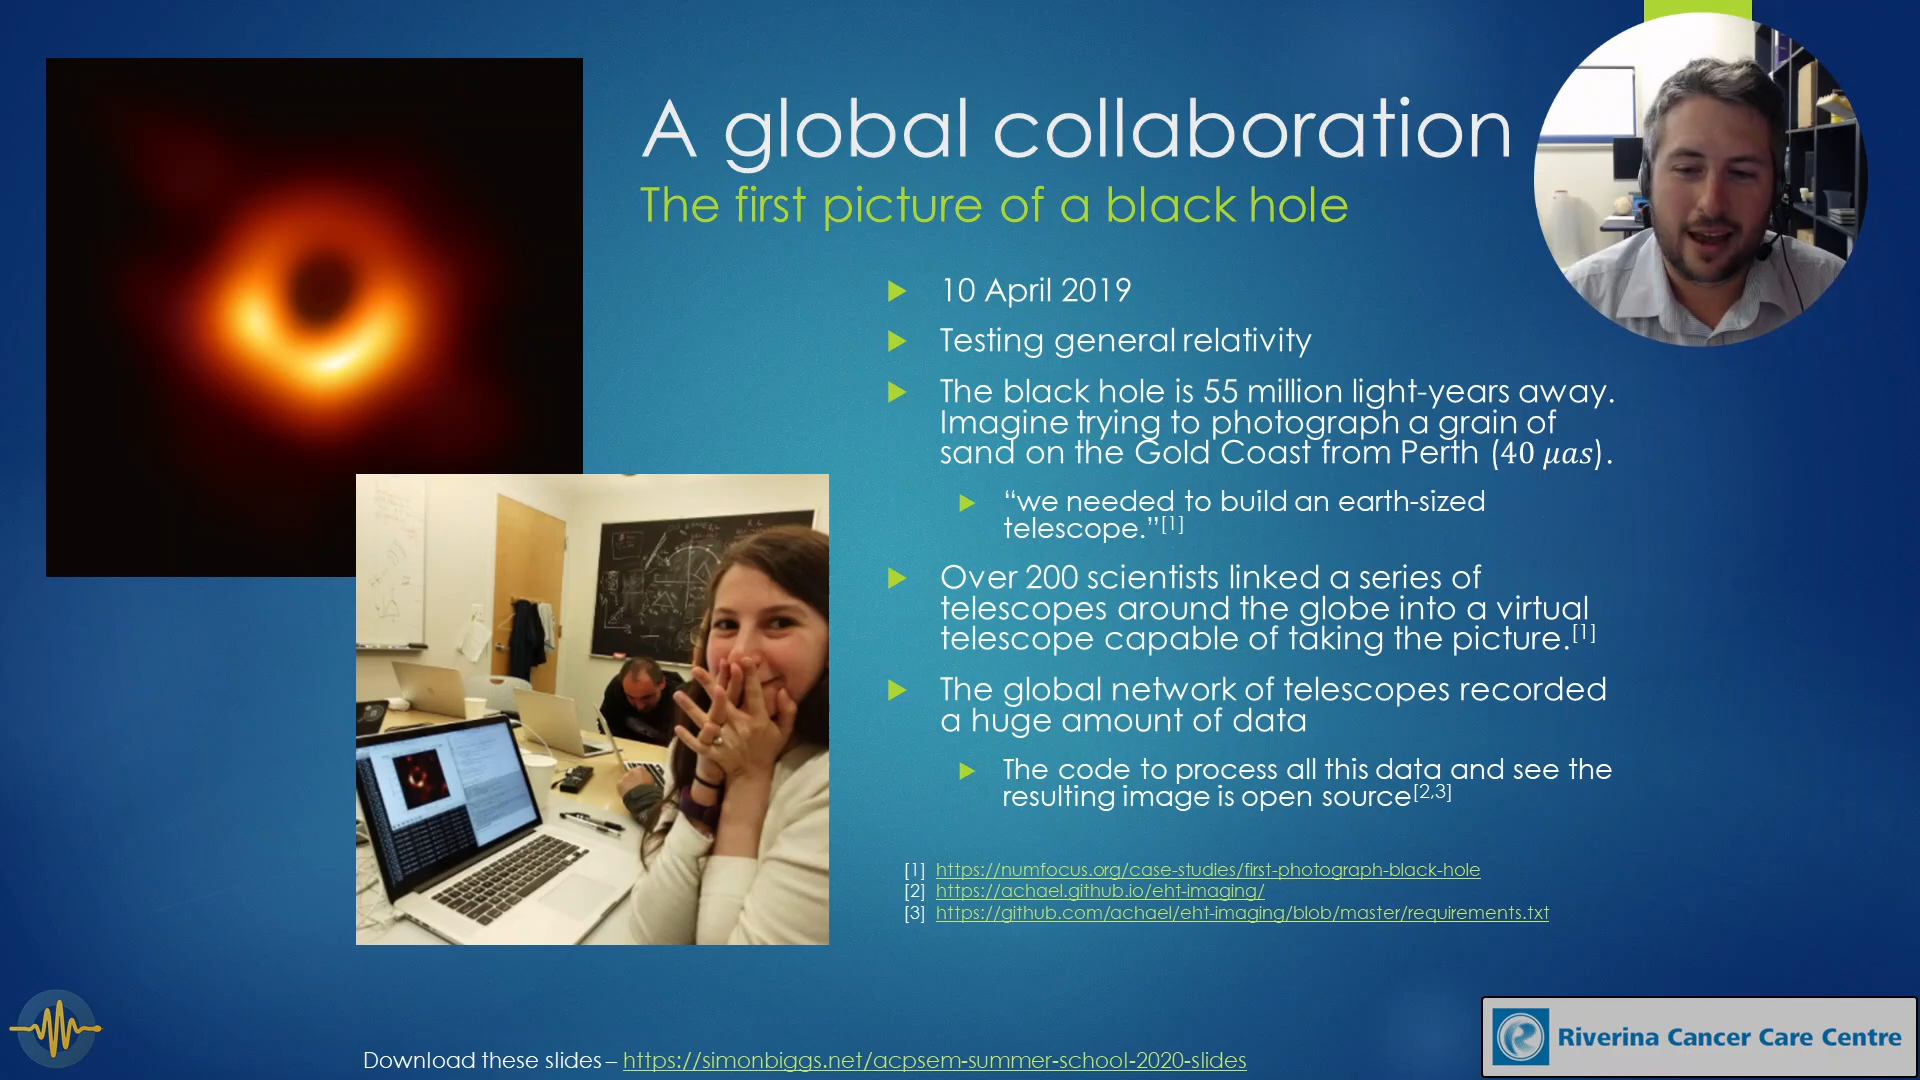 A global collaboration
The first picture of a black hole
10 April 2019
Testing general relativity
The black hole is 55 million light-years away.
Imagine trying to photograph a grain of
sand on the Gold Coast from Perth (40 μas).
“we needed to build an earth-sized
telescope.”[1]
Over 200 scientists linked a series of
telescopes around the globe into a virtual
telescope capable of taking the picture.[1]
The global network of telescopes recorded
a huge amount of data
The code to process all this data and see the
resulting image is open source[2,3]
[1] https://numfocus.org/case-studies/first-photograph-black-hole
[2] https://achael.github.io/eht-imaging/
[3] https://github.com/achael/eht-imaging/blob/master/requirements.txt
Download these slides – https://simonbiggs.net/acpsem-summer-school-2020-slides
Riverina Cancer Care Centre